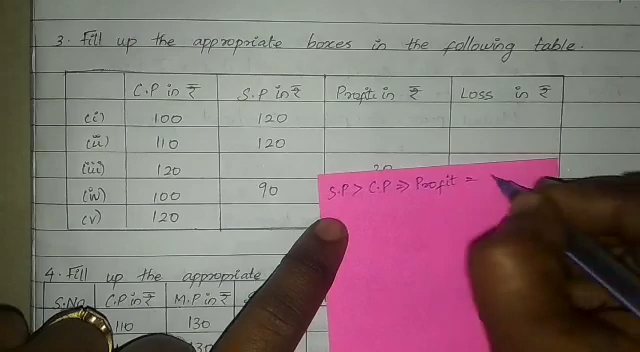 3. Fill up the appropriate boxes in the following table.
C.P in ₹ S.P in ₹ Profit in ₹ Loss in ₹
(i) 100 120
(ii) 110 120
(iii) 120 20
(iv) 100 90
(v) 120
S.P > C.P ⇒ Profit =
4. Fill up the appropriate
S.No C.P in ₹ M.P in ₹
110 130
130